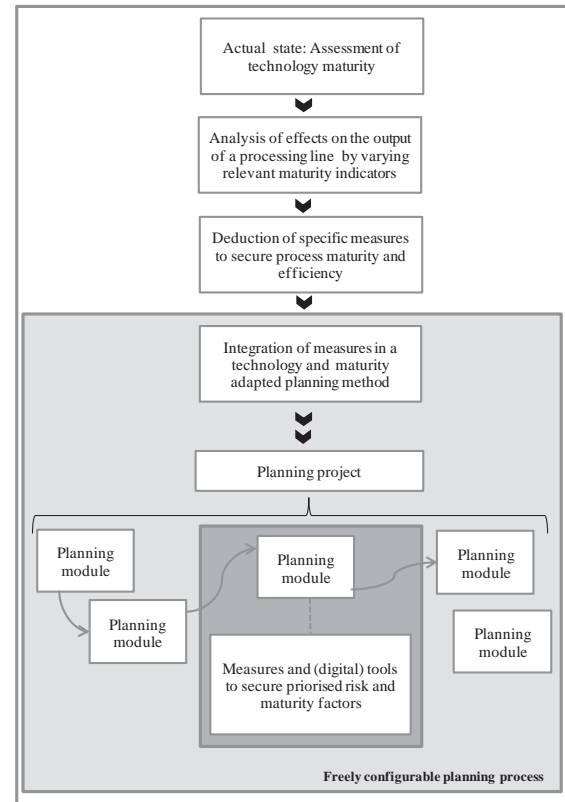 Actual state: Assessment of
technology maturity
Analysis of effects on the output
of a processing line by varying
relevant maturity indicators
Deduction of specific measures
to secure process maturity and
efficiency
Integration of measures in a
technology and maturity
adapted planning method
Planning project
Planning
module
Planning
module
Planning
module
Planning
module
Planning
module
Measures and (digital) tools
to secure priorised risk and
maturity factors
Freely configurable planning process